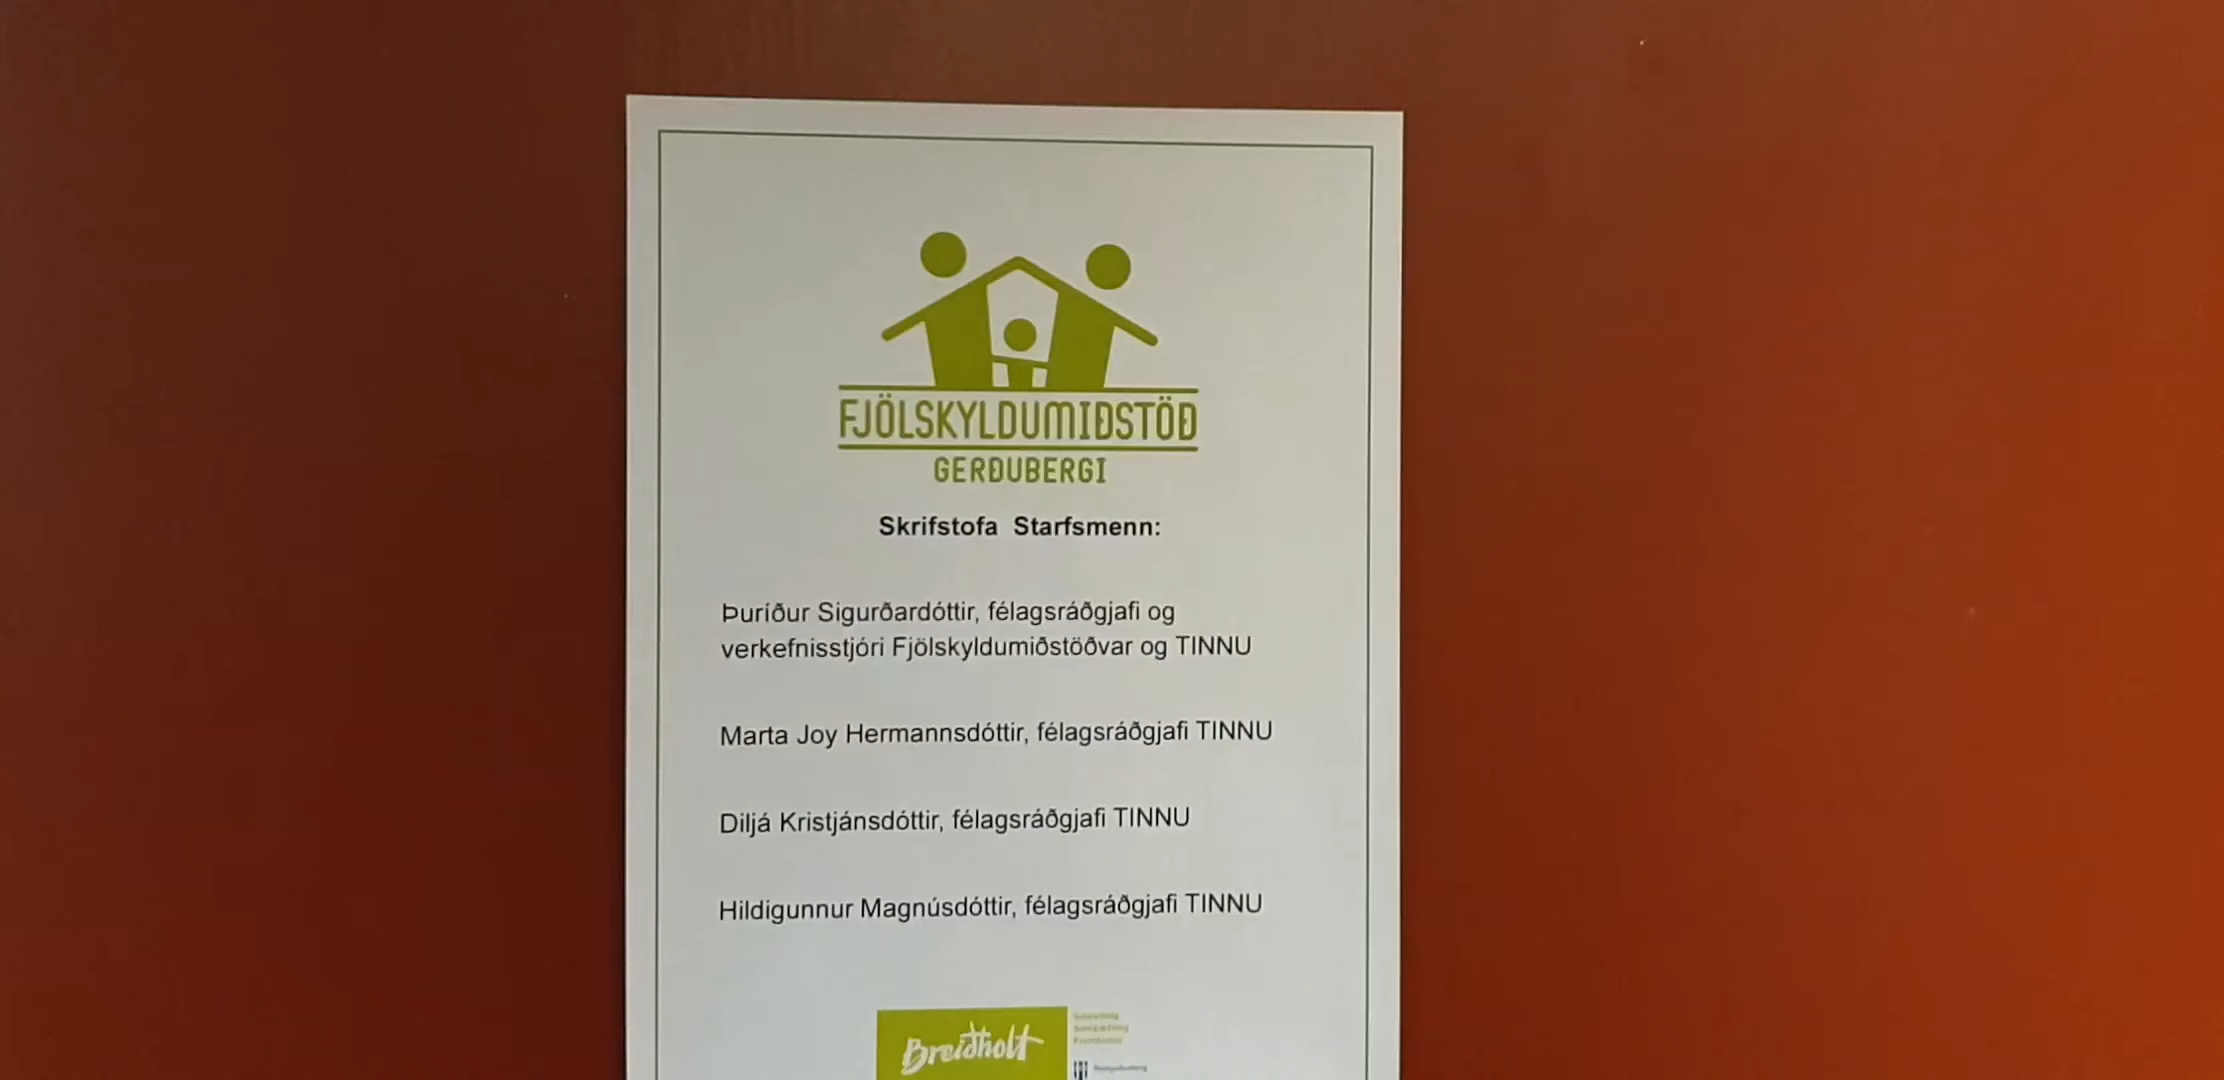 FJÖLSKYLDUMIÐSTÖÐ
GERÐUBERGI
Skrifstofa Starfsmenn:
Þuríður Sigurðardóttir, félagsráðgjafi og
verkefnisstjóri Fjölskyldumiðstöðvar og TINNU
Marta Joy Hermannsdóttir, félagsráðgjafi TINNU
Diljá Kristjánsdóttir, félagsráðgjafi TINNU
Hildigunnur Magnúsdóttir, félagsráðgjafi TINNU
Breiðholt